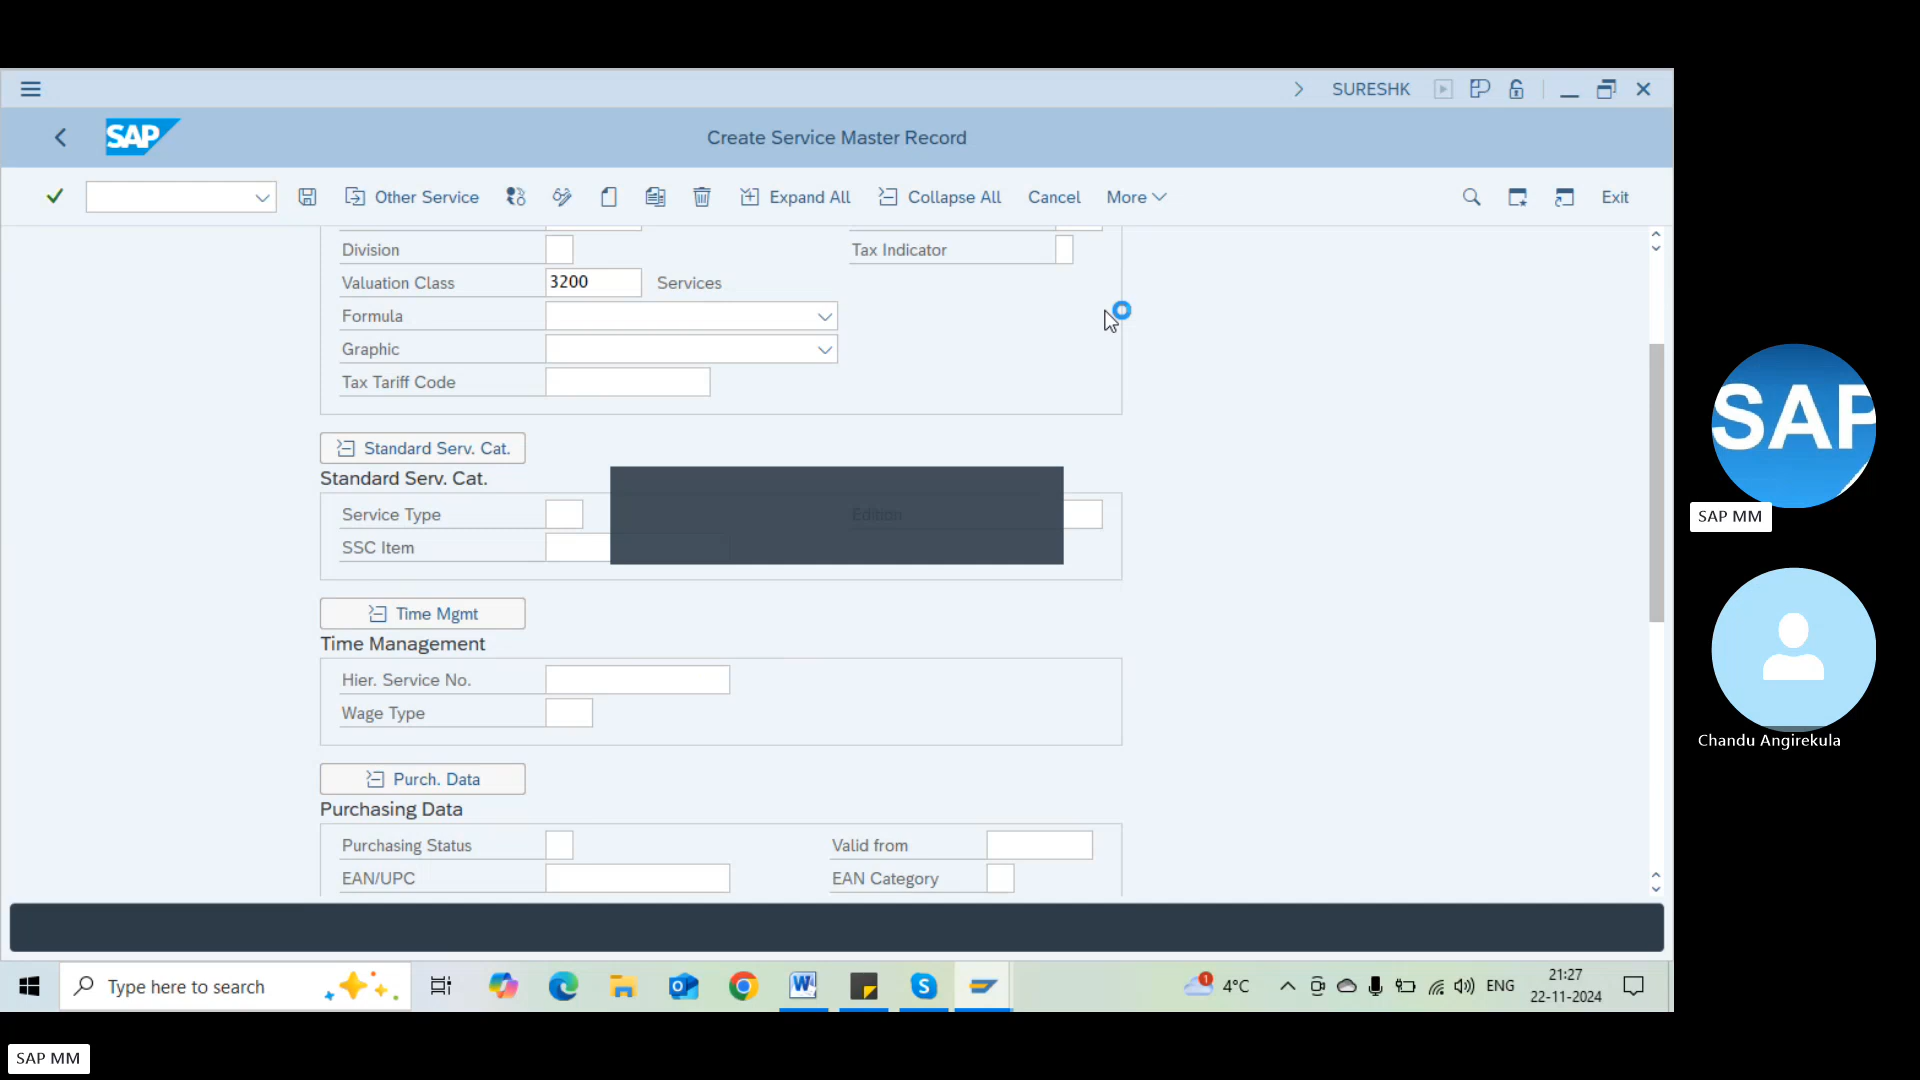 SURESHK
SAP
Create Service Master Record
Other Service
Expand All
Collapse All
Cancel
More
Exit
Division
Tax Indicator
Valuation Class
3200
Services
Formula
Graphic
Tax Tariff Code
Standard Serv. Cat.
Standard Serv. Cat.
Service Type
Edition
SSC Item
Time Mgmt
Time Management
Hier. Service No.
Wage Type
Purch. Data
Purchasing Data
Purchasing Status
Valid from
EAN/UPC
EAN Category
Type here to search
1
4°C
ENG
21:27
22-11-2024
SAP
SAP MM
Chandu Angirekula
SAP MM